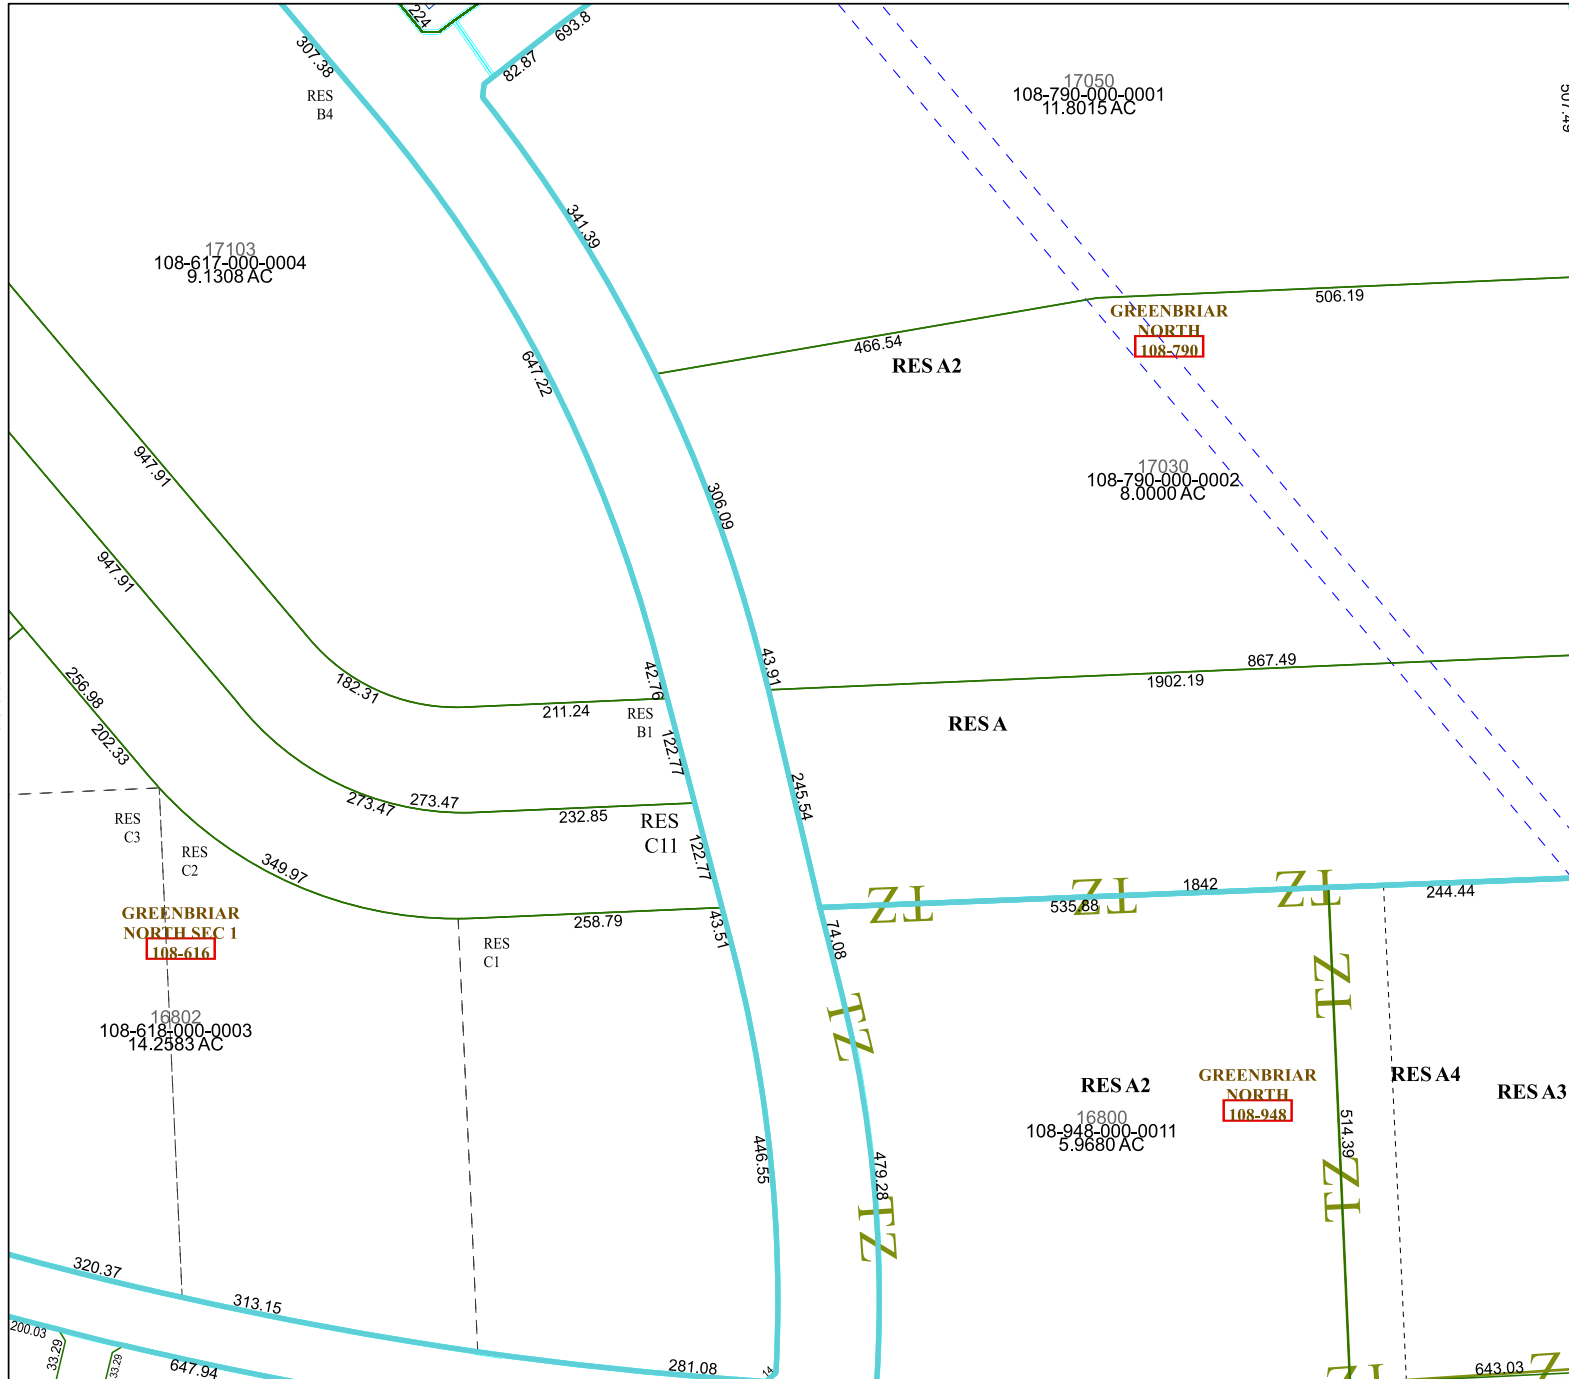 224
693.8
82.87
307.38
RES
B4
17050
108-790-000-0001
11.8015 AC
507.49
341.39
17103
108-617-000-0004
9.1308 AC
506.19
GREENBRIAR
NORTH
108-790
466.54
RES A2
647.22
947.91
17030
108-790-000-0002
8.0000 AC
306.09
947.91
43.91
867.49
1902.19
42.76
182.31
211.24
RES
B1
256.98
202.33
RES A
122.77
245.54
273.47
273.47
232.85
RES
C11
RES
C3
RES
C2
122.77
349.97
TZ
TZ
TZ
1842
535.88
244.44
GREENBRIAR
NORTH SEC 1
108-616
258.79
43.51
74.08
RES
C1
TZ
TZ
16802
108-618-000-0003
14.2583 AC
RES A2
GREENBRIAR
NORTH
108-948
RES A4
RES A3
16800
108-948-000-0011
5.9680 AC
514.39
446.55
479.28
TZ
TZ
320.37
313.15
200.03
33.29
33.29
647.94
281.08
14
TZ
643.03